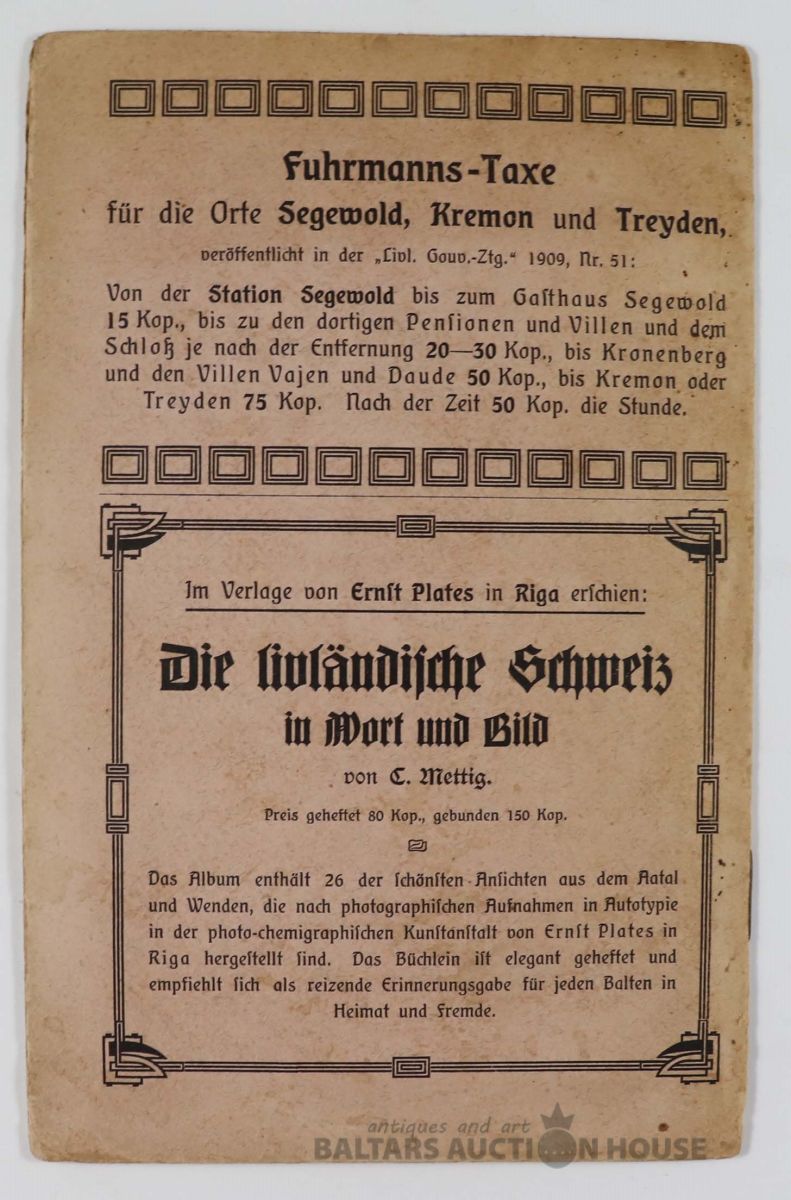 Fuhrmanns-Taxe
für die Orte Segewold, Kremon und Treyden,
veröffentlicht in der „Livl. Gouv.-Ztg.“ 1909, Nr. 51:
Von der Station Segewold bis zum Gaſthaus Segewold
15 Kop., bis zu den dortigen Penſionen und Villen und dem
Schloß je nach der Entfernung 20—30 Kop., bis Kronenberg
und den Villen Vajen und Daude 50 Kop., bis Kremon oder
Treyden 75 Kop. Nach der Zeit 50 Kop. die Stunde.
Im Verlage von Ernſt Plates in Riga erſchien:
Die livländiſche Schweiz
in Wort und Bild
von C. Mettig.
Preis geheftet 80 Kop., gebunden 150 Kop.
Das Album enthält 26 der ſchönſten Anſichten aus dem Aatal
und Wenden, die nach photographiſchen Aufnahmen in Autotypie
in der photo-chemigraphiſchen Kunſtanſtalt von Ernſt Plates in
Riga hergeſtellt ſind. Das Büchlein iſt elegant geheftet und
empfiehlt ſich als reizende Erinnerungsgabe für jeden Balten in
Heimat und Fremde.
antiques and art
BALTARS AUCTION HOUSE